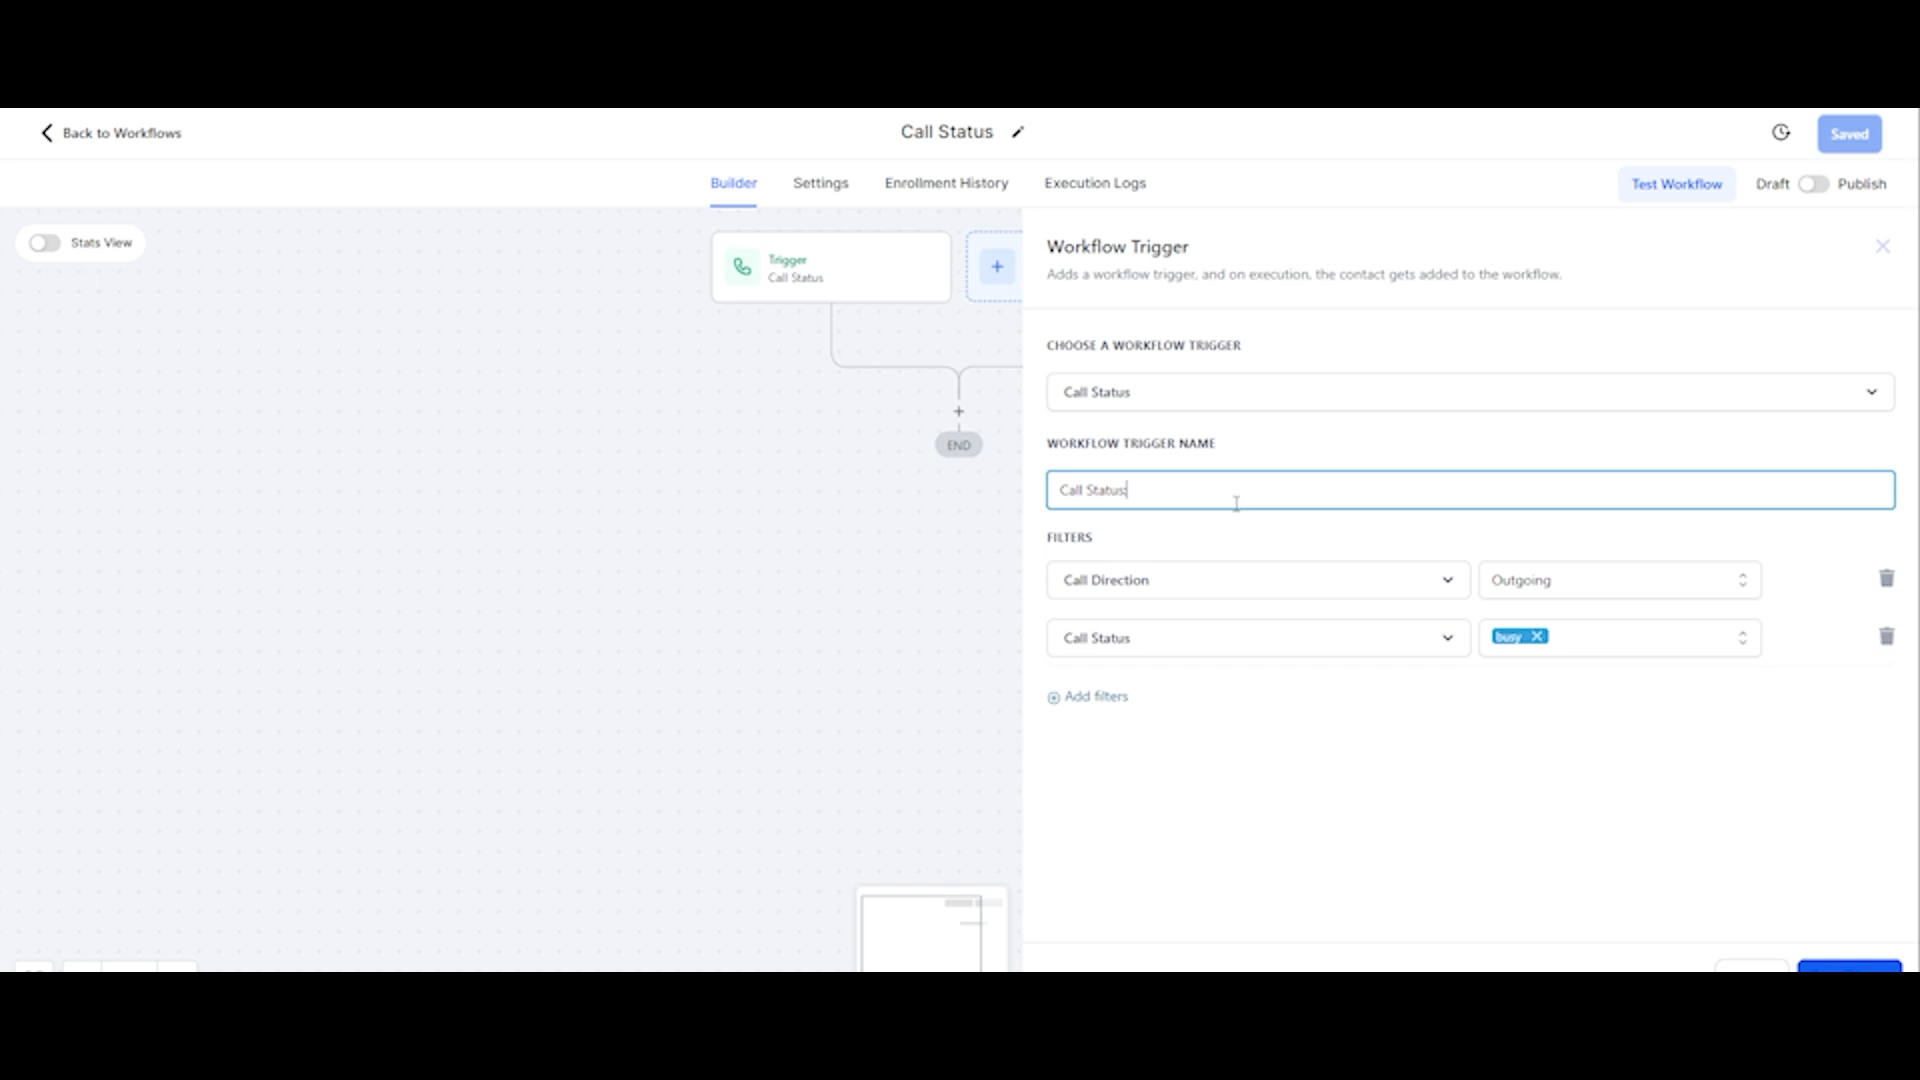 Back to Workflows
Call Status
Saved
Builder
Settings
Enrollment History
Execution Logs
Test Workflow
Draft
Publish
Stats View
Trigger
Call Status
END
Workflow Trigger
Adds a workflow trigger, and on execution, the contact gets added to the workflow.
CHOOSE A WORKFLOW TRIGGER
Call Status
WORKFLOW TRIGGER NAME
Call Status
FILTERS
Call Direction
Outgoing
Call Status
busy
Add filters